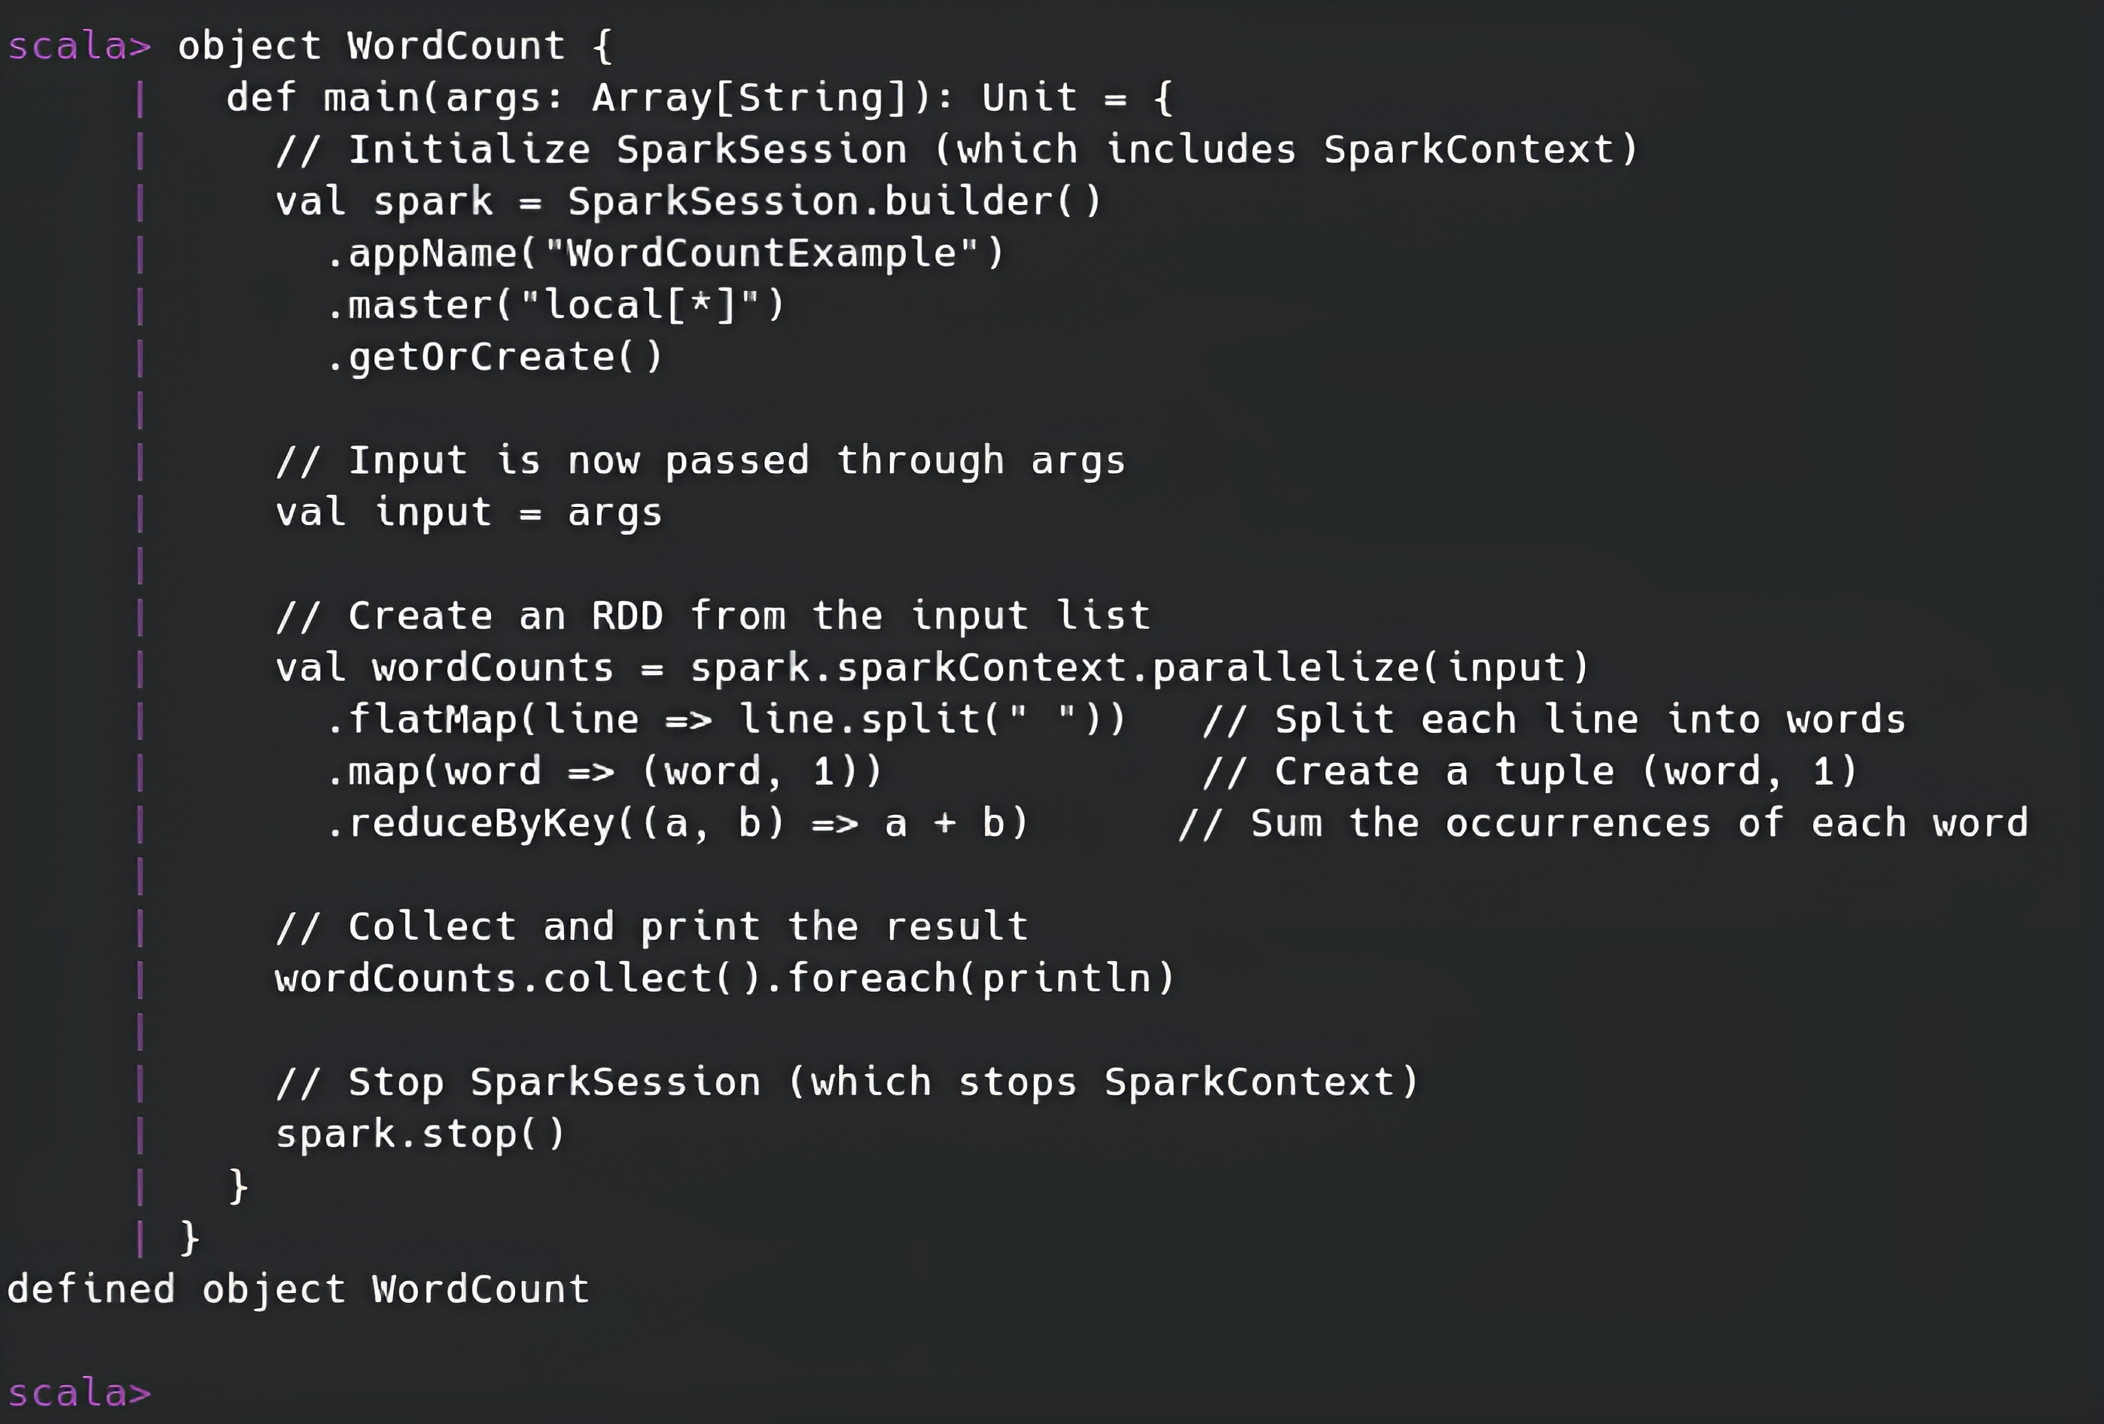 scala> object WordCount {
     |   def main(args: Array[String]): Unit = {
     |     // Initialize SparkSession (which includes SparkContext)
     |     val spark = SparkSession.builder()
     |       .appName("WordCountExample")
     |       .master("local[*]")
     |       .getOrCreate()
     |
     |     // Input is now passed through args
     |     val input = args
     |
     |     // Create an RDD from the input list
     |     val wordCounts = spark.sparkContext.parallelize(input)
     |       .flatMap(line => line.split(" "))   // Split each line into words
     |       .map(word => (word, 1))             // Create a tuple (word, 1)
     |       .reduceByKey((a, b) => a + b)      // Sum the occurrences of each word
     |
     |     // Collect and print the result
     |     wordCounts.collect().foreach(println)
     |
     |     // Stop SparkSession (which stops SparkContext)
     |     spark.stop()
     |   }
     | }
defined object WordCount

scala>